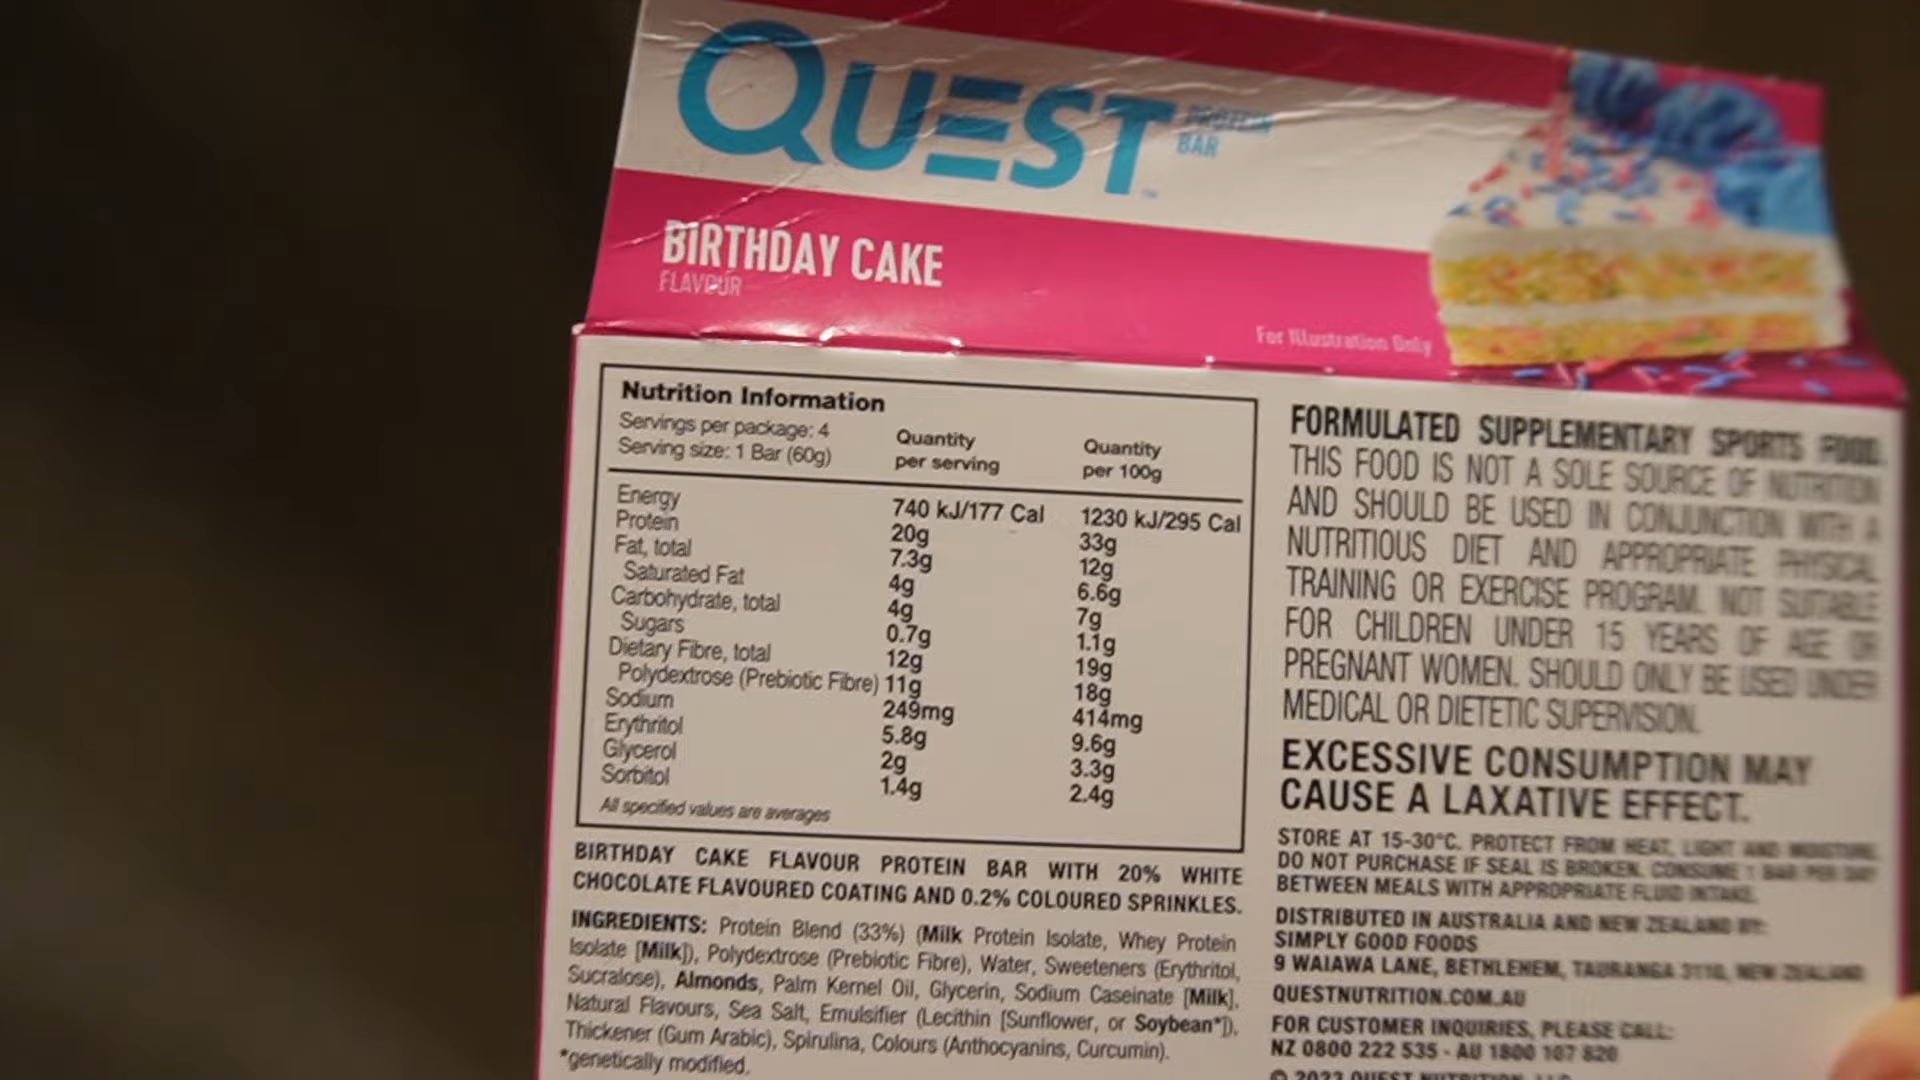 QUEST PROTEIN
BAR
BIRTHDAY CAKE
FLAVOUR
For Illustration Only
Nutrition Information
Servings per package: 4
Serving size: 1 Bar (60g)
Quantity per serving
Quantity per 100g
Energy 740 kJ/177 Cal 1230 kJ/295 Cal
Protein 20g 33g
Fat, total 7.3g 12g
Saturated Fat 4g 6.6g
Carbohydrate, total 4g 7g
Sugars 0.7g 1.1g
Dietary Fibre, total 12g 19g
Polydextrose (Prebiotic Fibre) 11g 18g
Sodium 249mg 414mg
Erythritol 5.8g 9.6g
Glycerol 2g 3.3g
Sorbitol 1.4g 2.4g
All specified values are averages
BIRTHDAY CAKE FLAVOUR PROTEIN BAR WITH 20% WHITE
CHOCOLATE FLAVOURED COATING AND 0.2% COLOURED SPRINKLES.
INGREDIENTS: Protein Blend (33%) (Milk Protein Isolate, Whey Protein
Isolate [Milk]), Polydextrose (Prebiotic Fibre), Water, Sweeteners (Erythritol,
Sucralose), Almonds, Palm Kernel Oil, Glycerin, Sodium Caseinate [Milk],
Natural Flavours, Sea Salt, Emulsifier (Lecithin [Sunflower, or Soybean*]),
Thickener (Gum Arabic), Spirulina, Colours (Anthocyanins, Curcumin).
*genetically modified.
FORMULATED SUPPLEMENTARY SPORTS FOOD.
THIS FOOD IS NOT A SOLE SOURCE OF NUTRITION
AND SHOULD BE USED IN CONJUNCTION WITH A
NUTRITIOUS DIET AND APPROPRIATE PHYSICAL
TRAINING OR EXERCISE PROGRAM. NOT SUITABLE
FOR CHILDREN UNDER 15 YEARS OF AGE OR
PREGNANT WOMEN. SHOULD ONLY BE USED UNDER
MEDICAL OR DIETETIC SUPERVISION.
EXCESSIVE CONSUMPTION MAY
CAUSE A LAXATIVE EFFECT.
STORE AT 15-30°C. PROTECT FROM HEAT, LIGHT AND MOISTURE.
DO NOT PURCHASE IF SEAL IS BROKEN. CONSUME 1 BAR PER DAY
BETWEEN MEALS WITH APPROPRIATE FLUID INTAKE.
DISTRIBUTED IN AUSTRALIA AND NEW ZEALAND BY:
SIMPLY GOOD FOODS
9 WAIAWA LANE, BETHLEHEM, TAURANGA 3110, NEW ZEALAND
QUESTNUTRITION.COM.AU
FOR CUSTOMER INQUIRIES, PLEASE CALL:
NZ 0800 222 535 - AU 1800 107 820
© 2023 QUEST NUTRITION, LLC